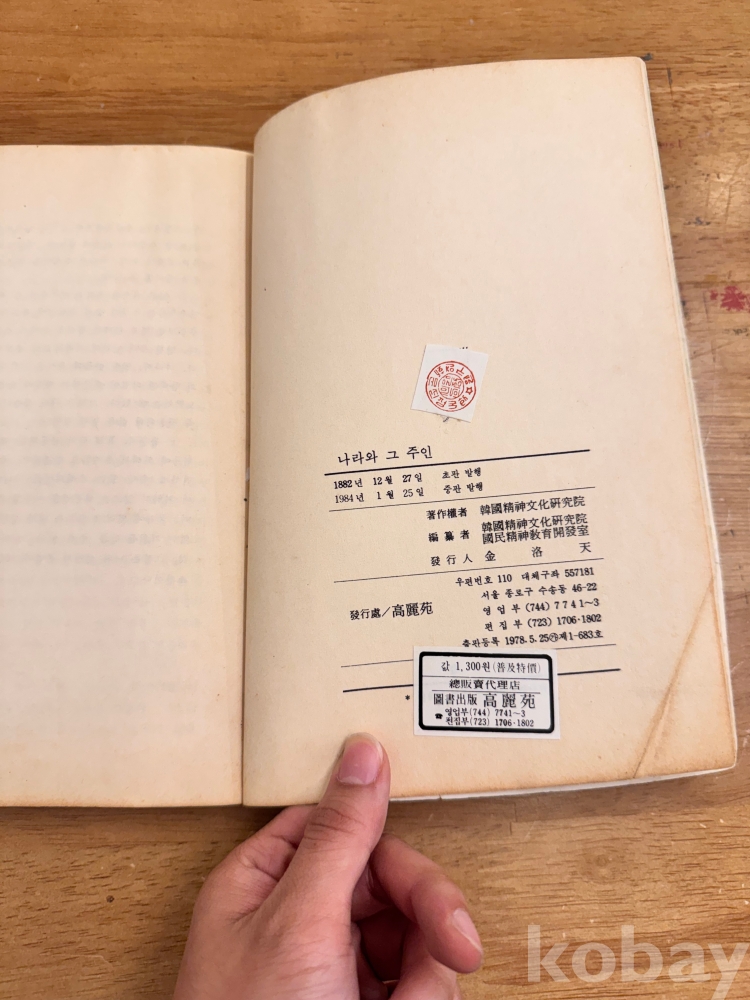 나라와 그 주인
1882년 12월 27일 초판 발행
1984년 1월 25일 중판 발행
著作權者 韓國精神文化硏究院
編纂者 韓國精神文化硏究院
國民精神敎育開發室
發行人 金洛天
發行處/高麗苑
우편번호 110 대체구좌 557181
서울 종로구 수송동 46-22
영업부 (744) 7741~3
편집부 (723) 1706·1802
출판등록 1978.5.25㉮제1-683호
*
값 1,300원(普及特價)
總販賣代理店
圖書出版 高麗苑
☎ 영업부(744) 7741~3
편집부(723) 1706·1802
kobay